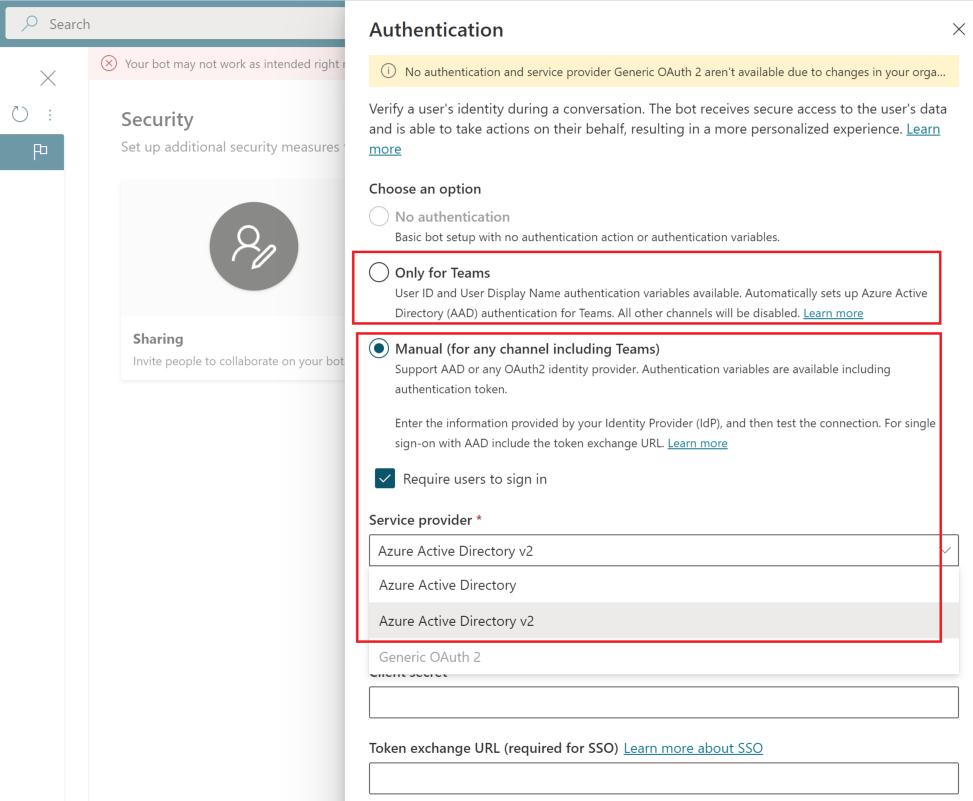 Search
Your bot may not work as intended right
Security
Set up additional security measures
Sharing
Invite people to collaborate on your bot
Authentication
No authentication and service provider Generic OAuth 2 aren't available due to changes in your orga...
Verify a user's identity during a conversation. The bot receives secure access to the user's data
and is able to take actions on their behalf, resulting in a more personalized experience. Learn
more
Choose an option
No authentication
Basic bot setup with no authentication action or authentication variables.
Only for Teams
User ID and User Display Name authentication variables available. Automatically sets up Azure Active
Directory (AAD) authentication for Teams. All other channels will be disabled. Learn more
Manual (for any channel including Teams)
Support AAD or any OAuth2 identity provider. Authentication variables are available including
authentication token.
Enter the information provided by your Identity Provider (IdP), and then test the connection. For single
sign-on with AAD include the token exchange URL. Learn more
Require users to sign in
Service provider *
Azure Active Directory v2
Azure Active Directory
Azure Active Directory v2
Generic OAuth 2
Client secret
Token exchange URL (required for SSO) Learn more about SSO